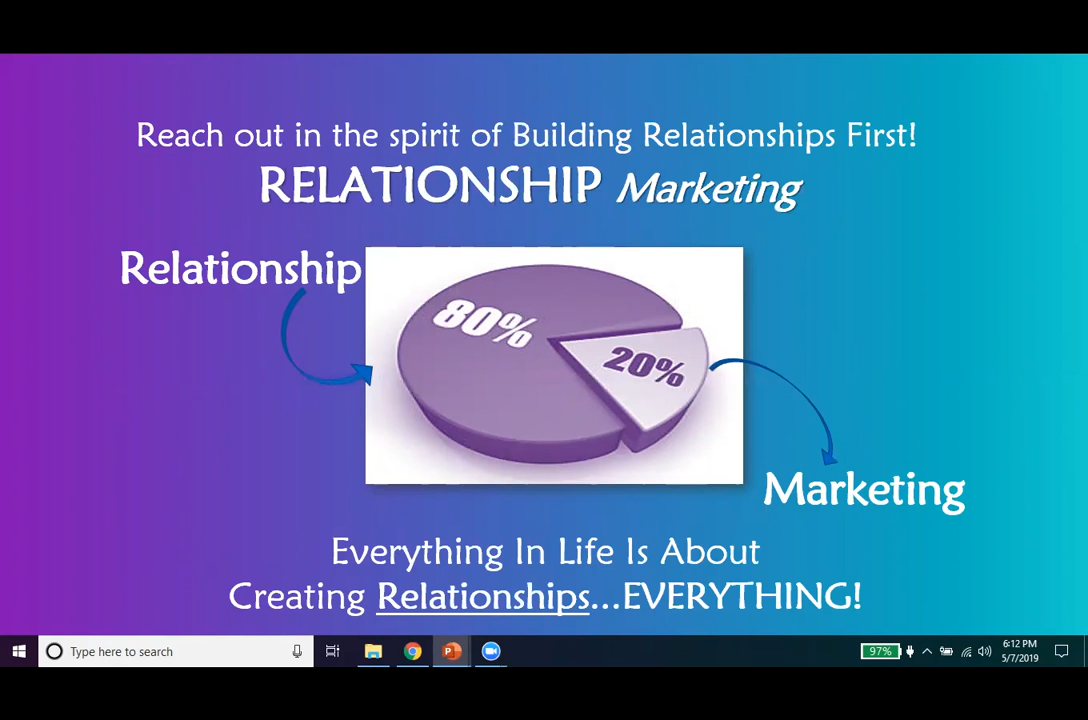 Reach out in the spirit of Building Relationships First!
RELATIONSHIP Marketing
Relationship
80%
20%
Marketing
Everything In Life Is About
Creating Relationships...EVERYTHING!
Type here to search
97%
6:12 PM
5/7/2019